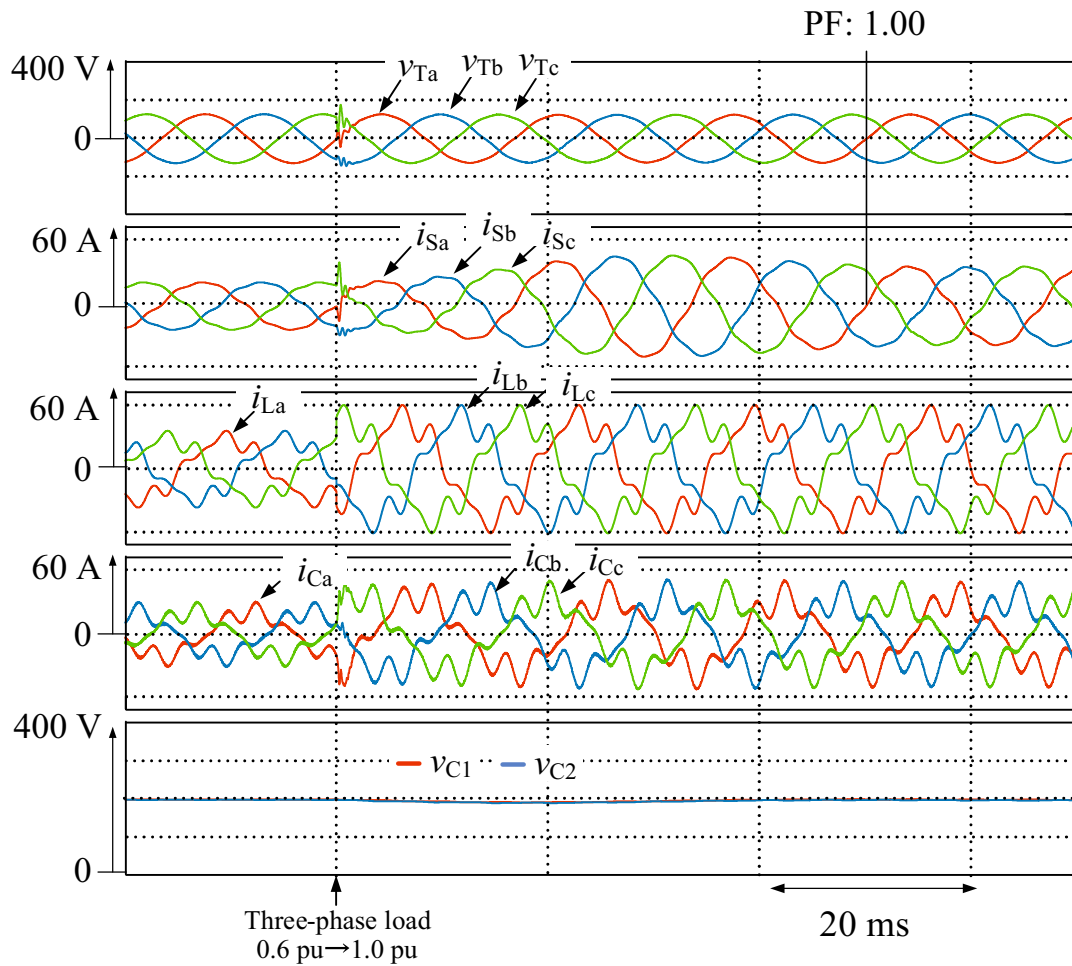 PF: 1.00
400 V
vTa
vTb
vTc
0
60 A
iSa
iSb
iSc
0
60 A
iLa
iLb
iLc
0
60 A
iCa
iCb
iCc
0
400 V
vC1
vC2
0
Three-phase load
0.6 pu→1.0 pu
20 ms